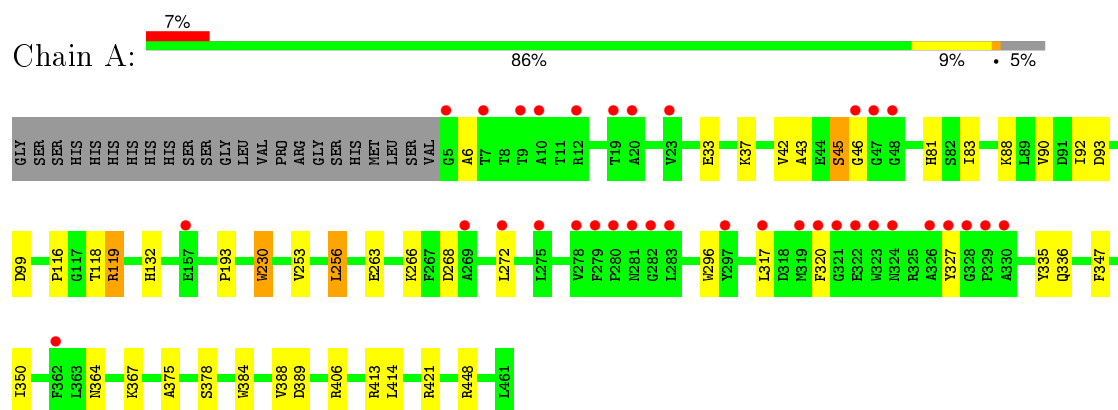 7%
Chain A:
86% 9% • 5%
GLY SER SER HIS HIS HIS HIS HIS HIS SER SER GLY LEU VAL PRO ARG GLY SER HIS MET LEU SER VAL G5 A6 T7 T8 T9 A10 T11 R12 T19 A20 V23 E33 K37 V42 A43 E44 S45 G46 G47 G48 H81 S82 I83 K88 L89 V90 D91 I92 D93
D99 P116 G117 T118 R119 H132 E157 P193 W230 V253 L256 E263 K266 F267 D268 A269 L272 L275 V278 F279 P280 N281 G282 L283 W296 Y297 L317 D318 M319 F320 G321 E322 W323 N324 R325 A326 Y327 G328 P329 A330 Y335 Q336 F347
I350 F362 L363 N364 K367 A375 S378 W384 V388 D389 R406 R413 L414 R421 R448 L461